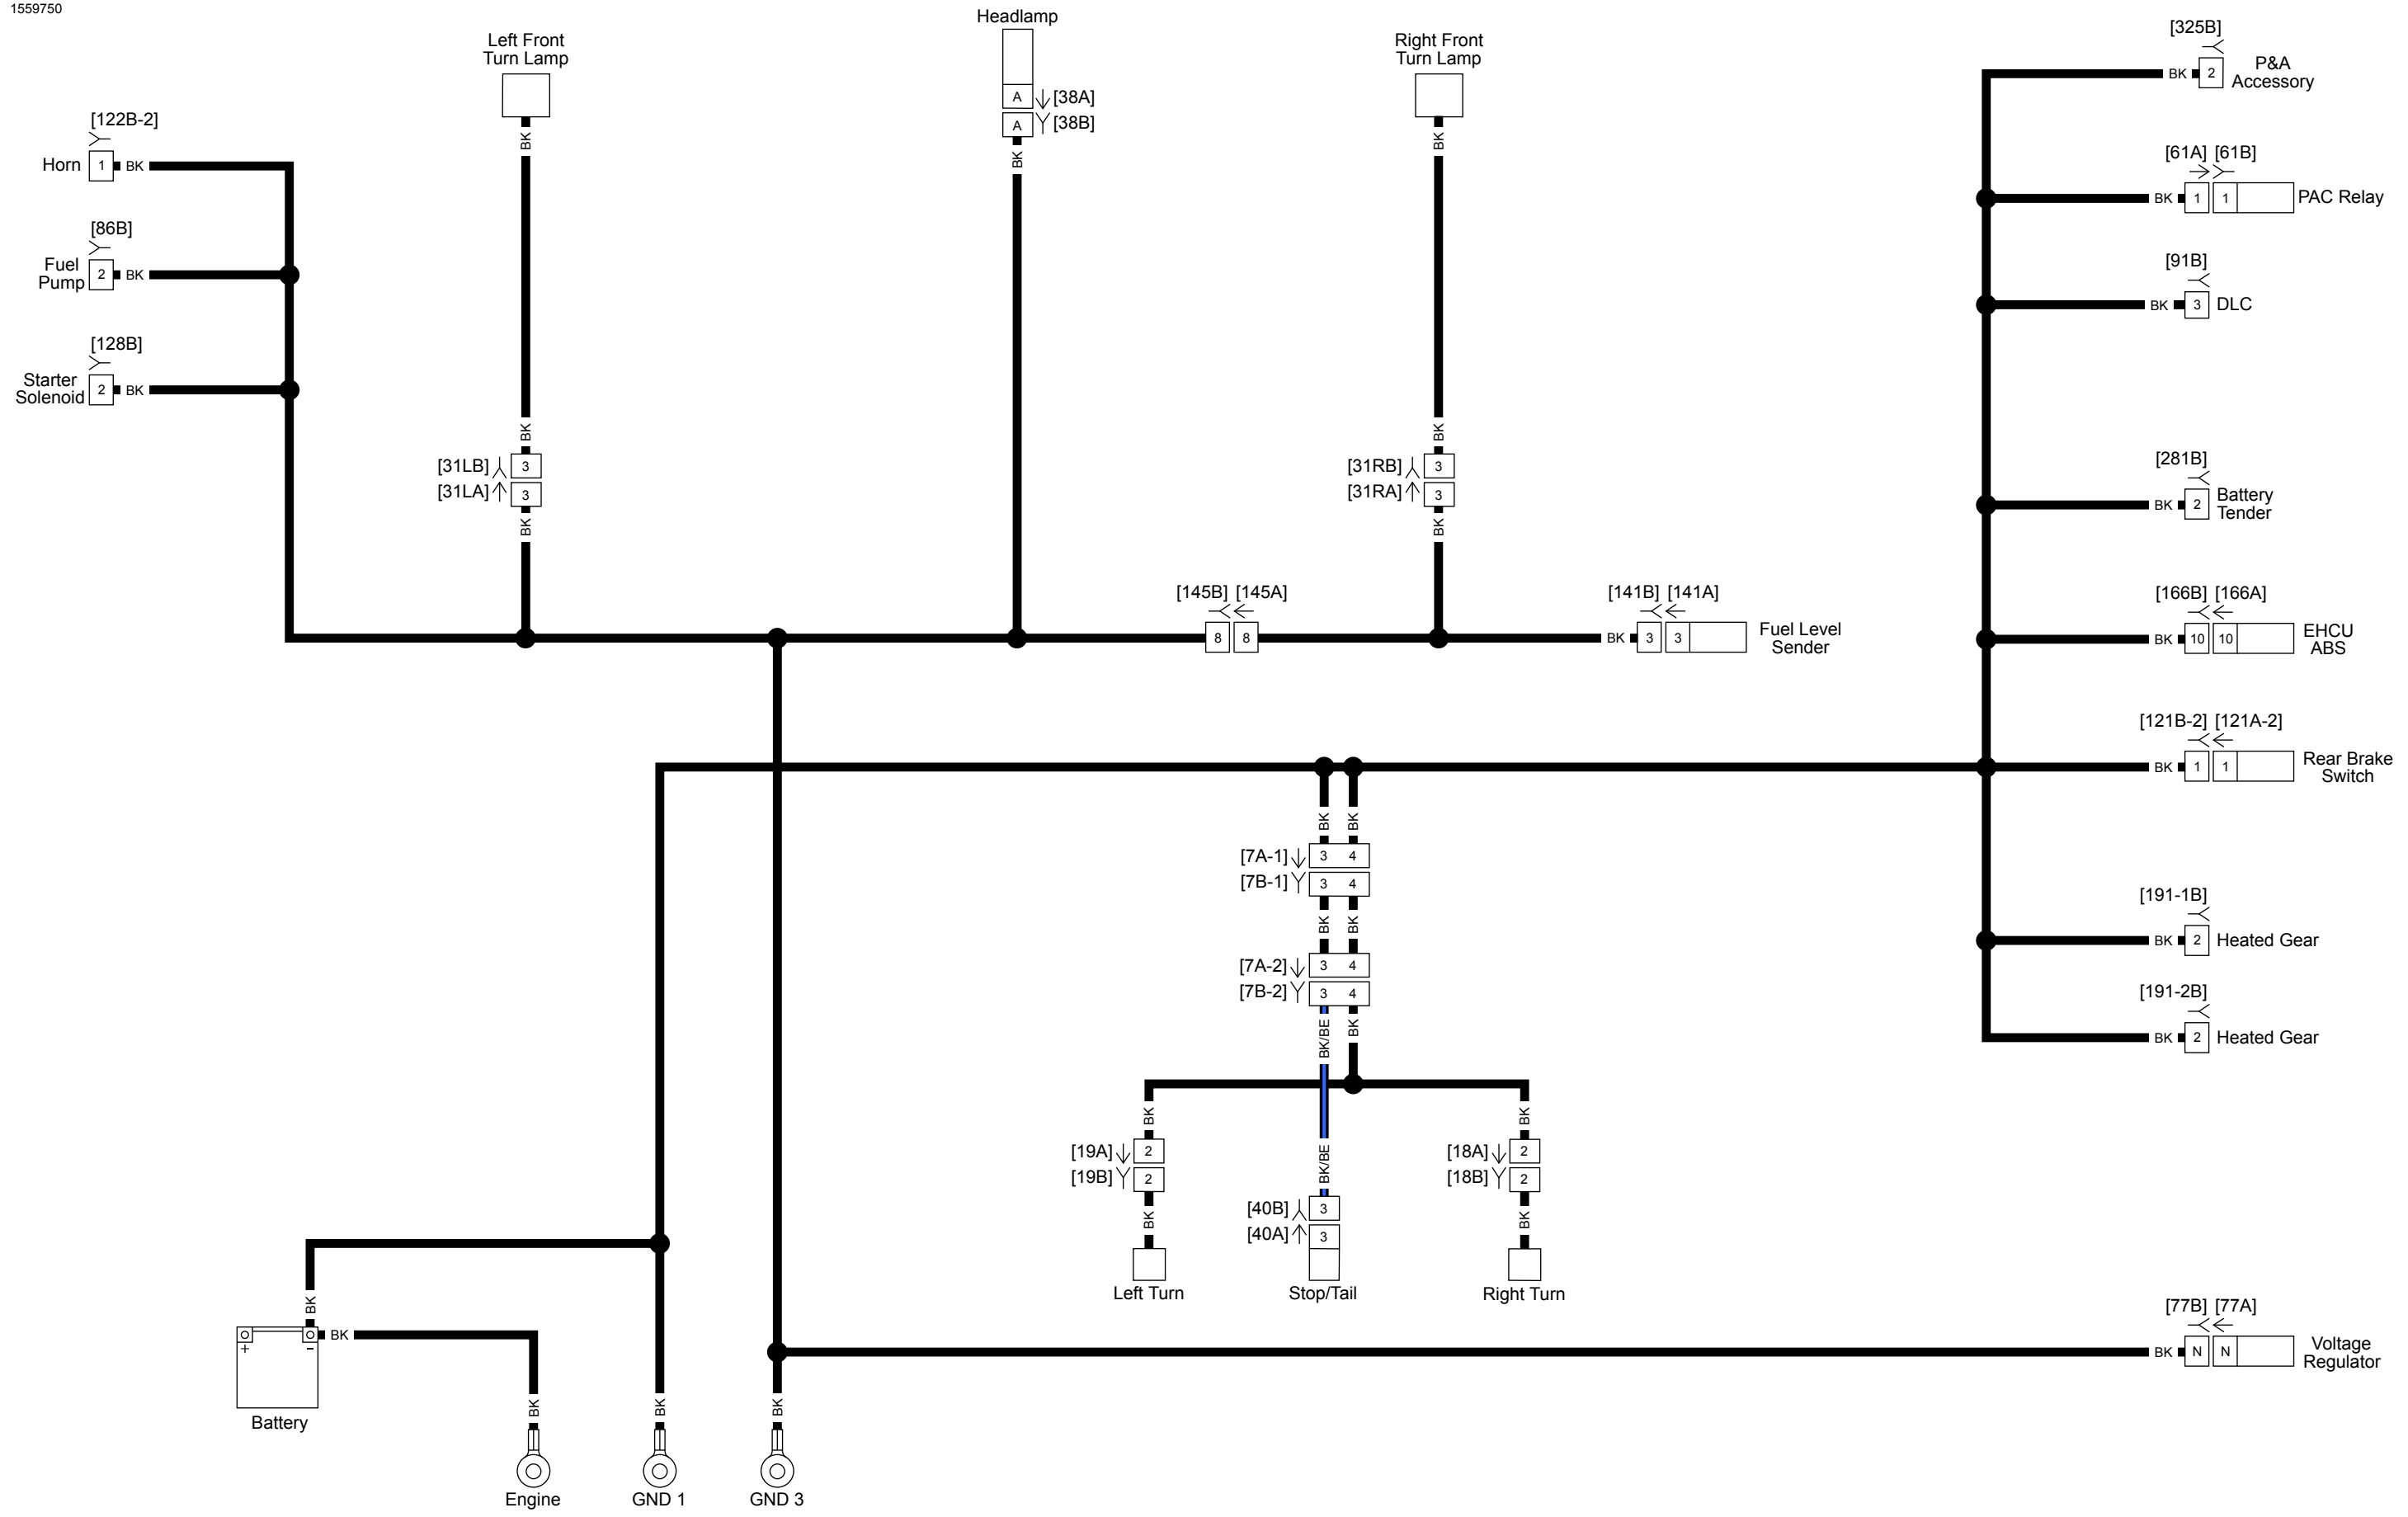 1559750
Headlamp
A
[38A]
A
[38B]
BK
Left Front
Turn Lamp
BK
BK
[31LB]
3
[31LA]
3
BK
Right Front
Turn Lamp
BK
BK
[31RB]
3
[31RA]
3
BK
[122B-2]
Horn
1
BK
[86B]
Fuel
Pump
2
BK
[128B]
Starter
Solenoid
2
BK
[145B] [145A]
8 8
[141B] [141A]
BK 3 3
Fuel Level
Sender
[325B]
BK 2
P&A
Accessory
[61A] [61B]
BK 1 1
PAC Relay
[91B]
BK 3
DLC
[281B]
BK 2
Battery
Tender
[166B] [166A]
BK 10 10
EHCU
ABS
[121B-2] [121A-2]
BK 1 1
Rear Brake
Switch
[191-1B]
BK 2
Heated Gear
[191-2B]
BK 2
Heated Gear
BK BK
[7A-1] 3 4
[7B-1] 3 4
BK BK
[7A-2] 3 4
[7B-2] 3 4
BK/BE BK
BK
[19A] 2
[19B] 2
BK
Left Turn
BK/BE
[40B] 3
[40A] 3
Stop/Tail
BK
[18A] 2
[18B] 2
BK
Right Turn
[77B] [77A]
BK N N
Voltage
Regulator
BK
BK
+ -
Battery
BK
Engine
BK
GND 1
BK
GND 3